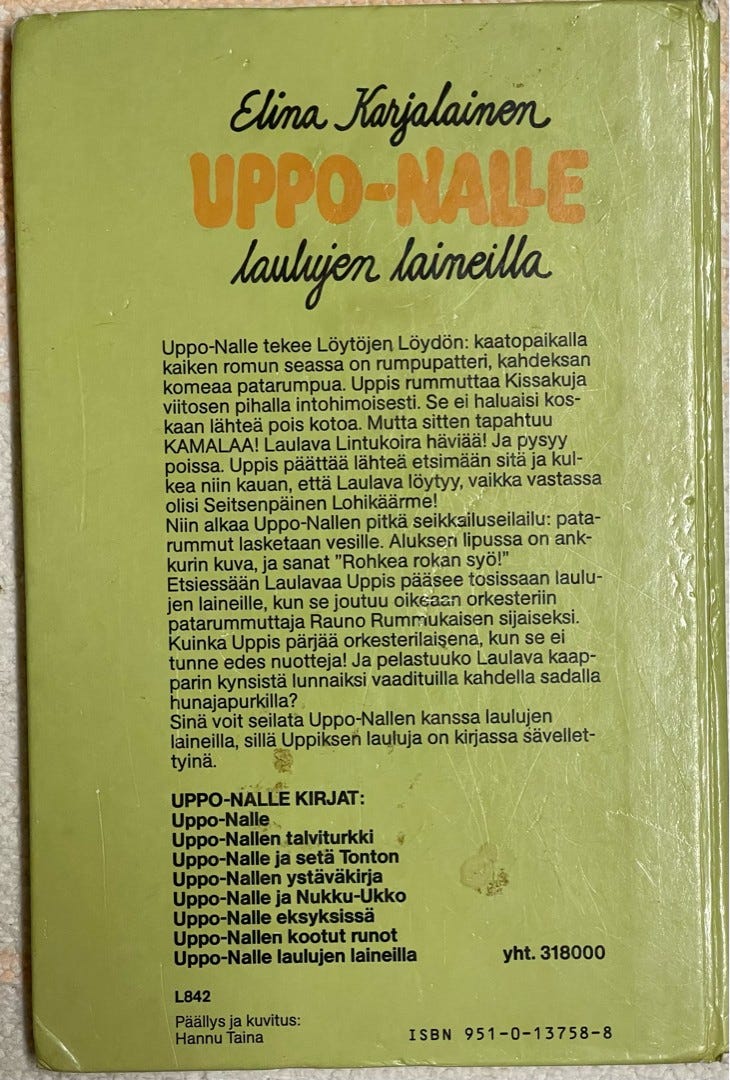 Elina Karjalainen
UPPO-NALLE
laulujen laineilla
Uppo-Nalle tekee Löytöjen Löydön: kaatopaikalla
kaiken romun seassa on rumpupatteri, kahdeksan
komeaa patarumpua. Uppis rummuttaa Kissakuja
viitosen pihalla intohimoisesti. Se ei haluaisi kos-
kaan lähteä pois kotoa. Mutta sitten tapahtuu
KAMALAA! Laulava Lintukoira häviää! Ja pysyy
poissa. Uppis päättää lähteä etsimään sitä ja kul-
kea niin kauan, että Laulava löytyy, vaikka vastassa
olisi Seitsenpäinen Lohikäärme!
Niin alkaa Uppo-Nallen pitkä seikkailuseilailu: pata-
rummut lasketaan vesille. Aluksen lipussa on ank-
kurin kuva, ja sanat "Rohkea rokan syö!"
Etsiessään Laulavaa Uppis pääsee tosissaan laulu-
jen laineille, kun se joutuu oikeaan orkesteriin
patarummuttaja Rauno Rummukaisen sijaiseksi.
Kuinka Uppis pärjää orkesterilaisena, kun se ei
tunne edes nuotteja! Ja pelastuuko Laulava kaap-
parin kynsistä lunnaiksi vaadituilla kahdella sadalla
hunajapurkilla?
Sinä voit seilata Uppo-Nallen kanssa laulujen
laineilla, sillä Uppiksen lauluja on kirjassa sävellet-
tyinä.
UPPO-NALLE KIRJAT:
Uppo-Nalle
Uppo-Nallen talviturkki
Uppo-Nalle ja setä Tonton
Uppo-Nallen ystäväkirja
Uppo-Nalle ja Nukku-Ukko
Uppo-Nalle eksyksissä
Uppo-Nallen kootut runot
Uppo-Nalle laulujen laineilla yht. 318000
L842
Päällys ja kuvitus:
Hannu Taina ISBN 951-0-13758-8